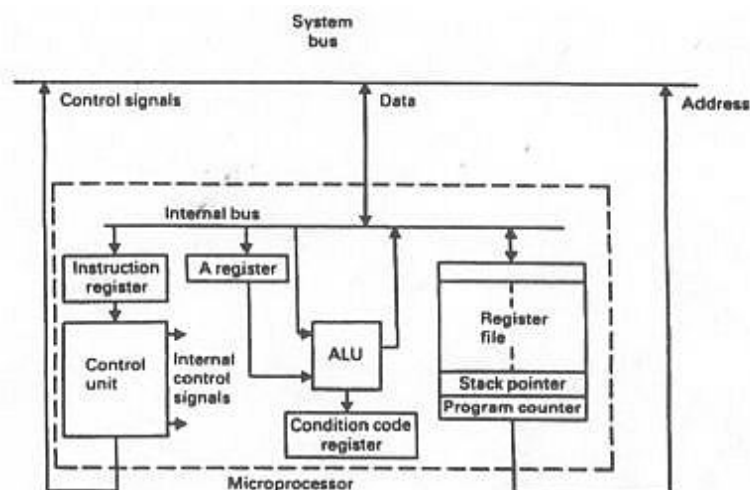 System
bus
Control signals
Data
Address
Internal bus
Instruction
register
A register
Control
unit
Internal
control
signals
ALU
Condition code
register
Register
file
Stack pointer
Program counter
Microprocessor